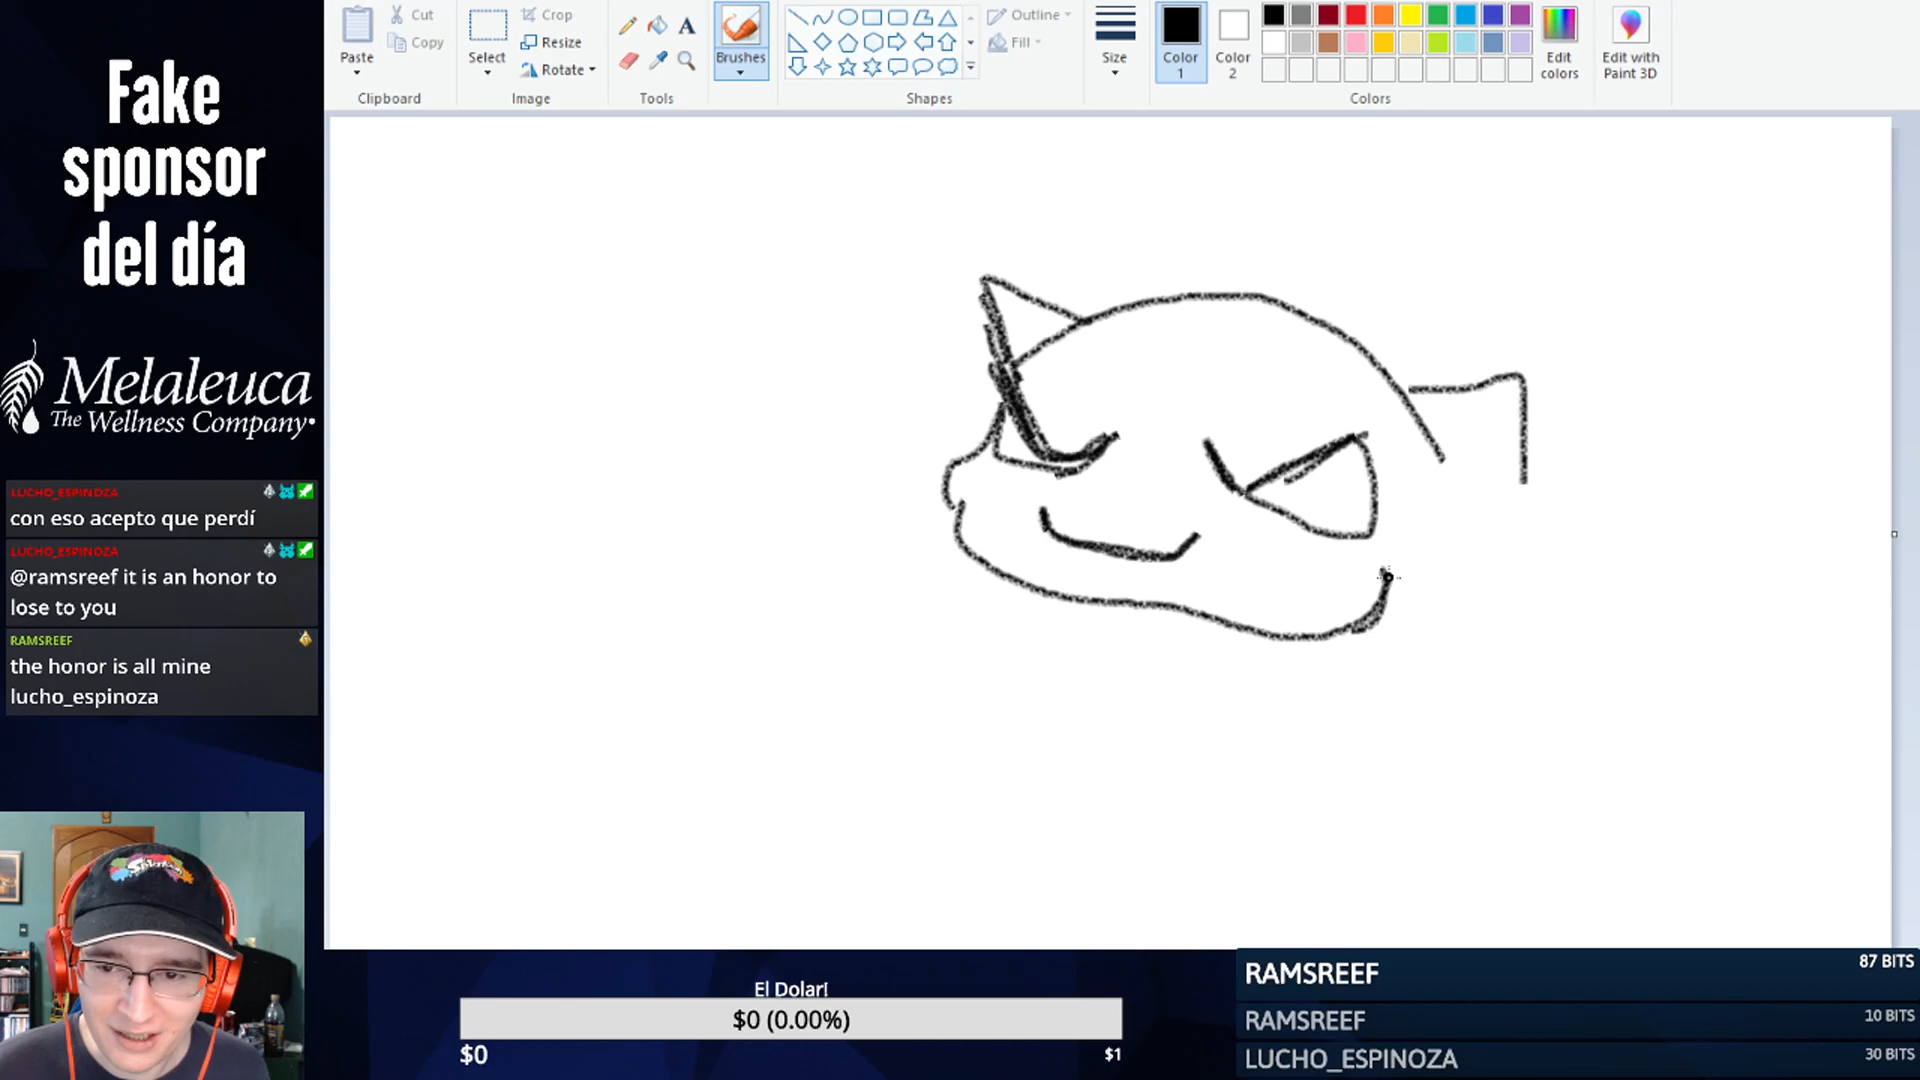 Fake
sponsor
del día
Melaleuca
The Wellness Company
LUCHO_ESPINOZA
con eso acepto que perdí
LUCHO_ESPINOZA
@ramsreef it is an honor to
lose to you
RAMSREEF
the honor is all mine
lucho_espinoza
Paste
Cut
Copy
Clipboard
Select
Crop
Resize
Rotate
Image
A
Tools
Brushes
Shapes
Outline
Fill
Size
Color
1
Color
2
Colors
Edit
colors
Edit with
Paint 3D
El Dolar!
$0 (0.00%)
$0
$1
RAMSREEF
87 BITS
RAMSREEF
10 BITS
LUCHO_ESPINOZA
30 BITS